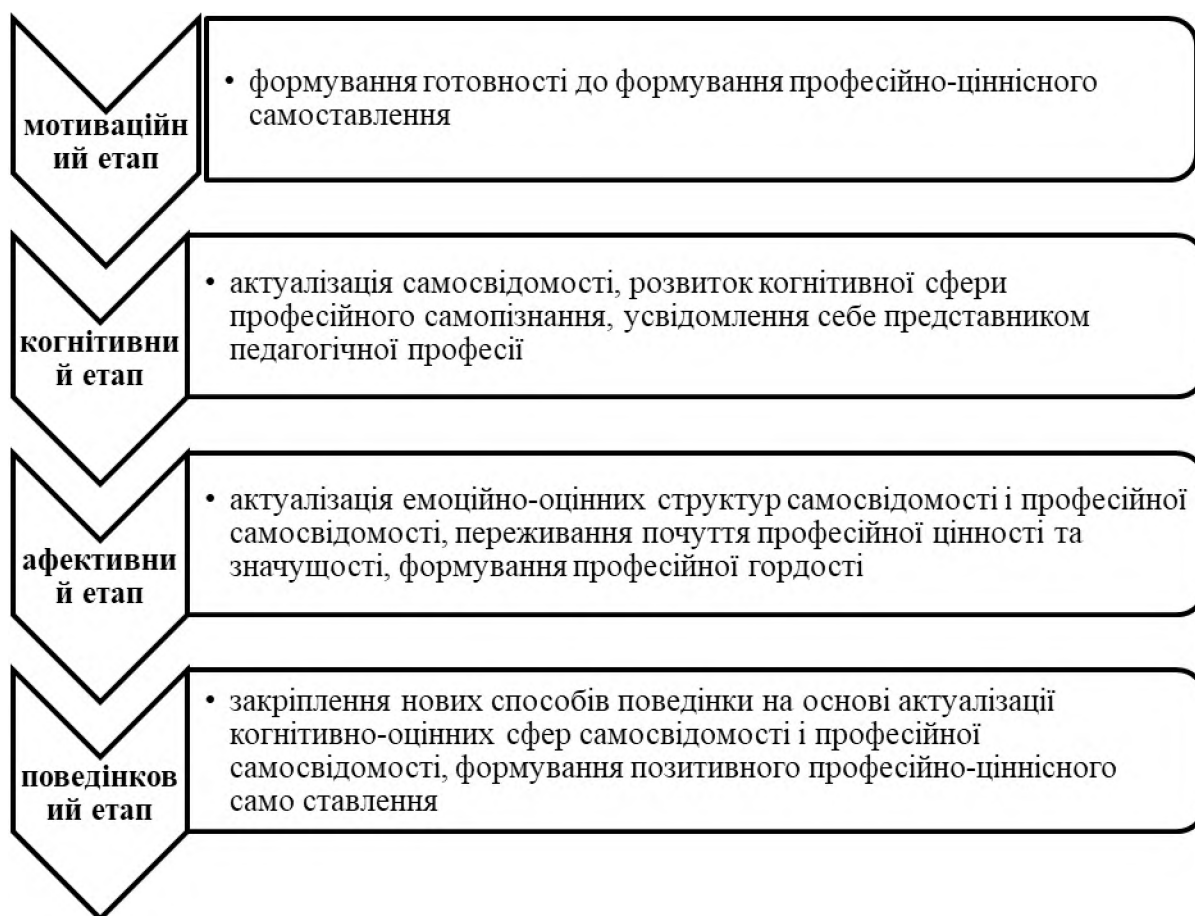 мотиваційн
ий етап
• формування готовності до формування професійно-ціннісного
самоставлення
когнітивни
й етап
• актуалізація самосвідомості, розвиток когнітивної сфери
професійного самопізнання, усвідомлення себе представником
педагогічної професії
афективни
й етап
• актуалізація емоційно-оцінних структур самосвідомості і професійної
самосвідомості, переживання почуття професійної цінності та
значущості, формування професійної гордості
поведінков
ий етап
• закріплення нових способів поведінки на основі актуалізації
когнітивно-оцінних сфер самосвідомості і професійної
самосвідомості, формування позитивного професійно-ціннісного
само ставлення